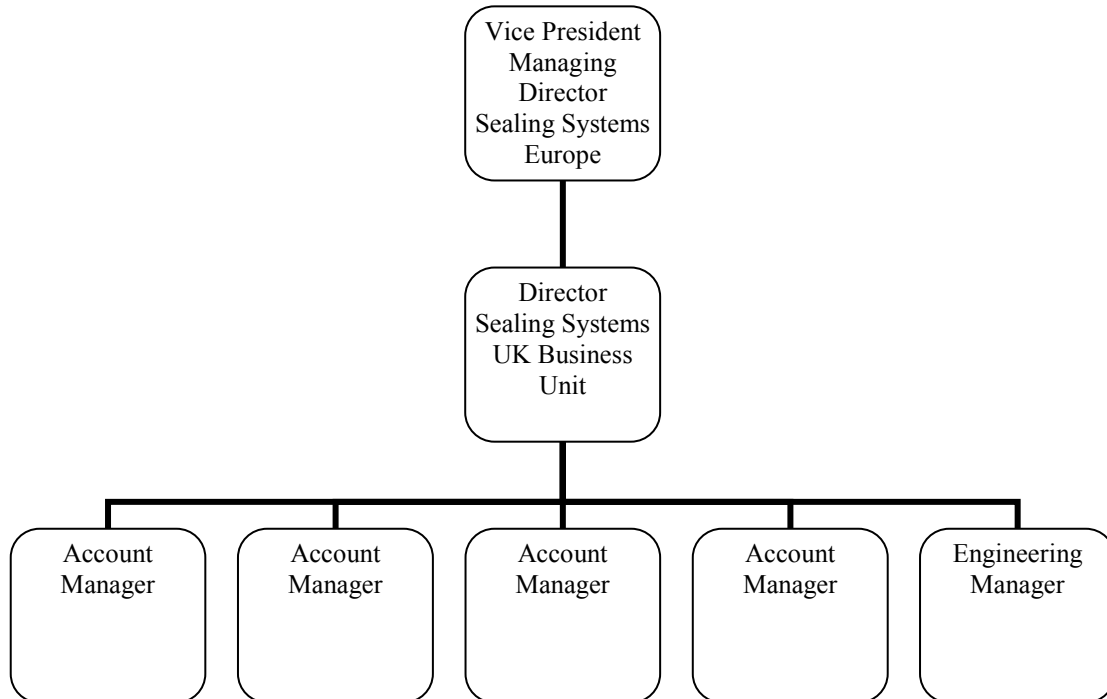 Vice President
Managing
Director
Sealing Systems
Europe
Director
Sealing Systems
UK Business
Unit
Account
Manager
Account
Manager
Account
Manager
Account
Manager
Engineering
Manager